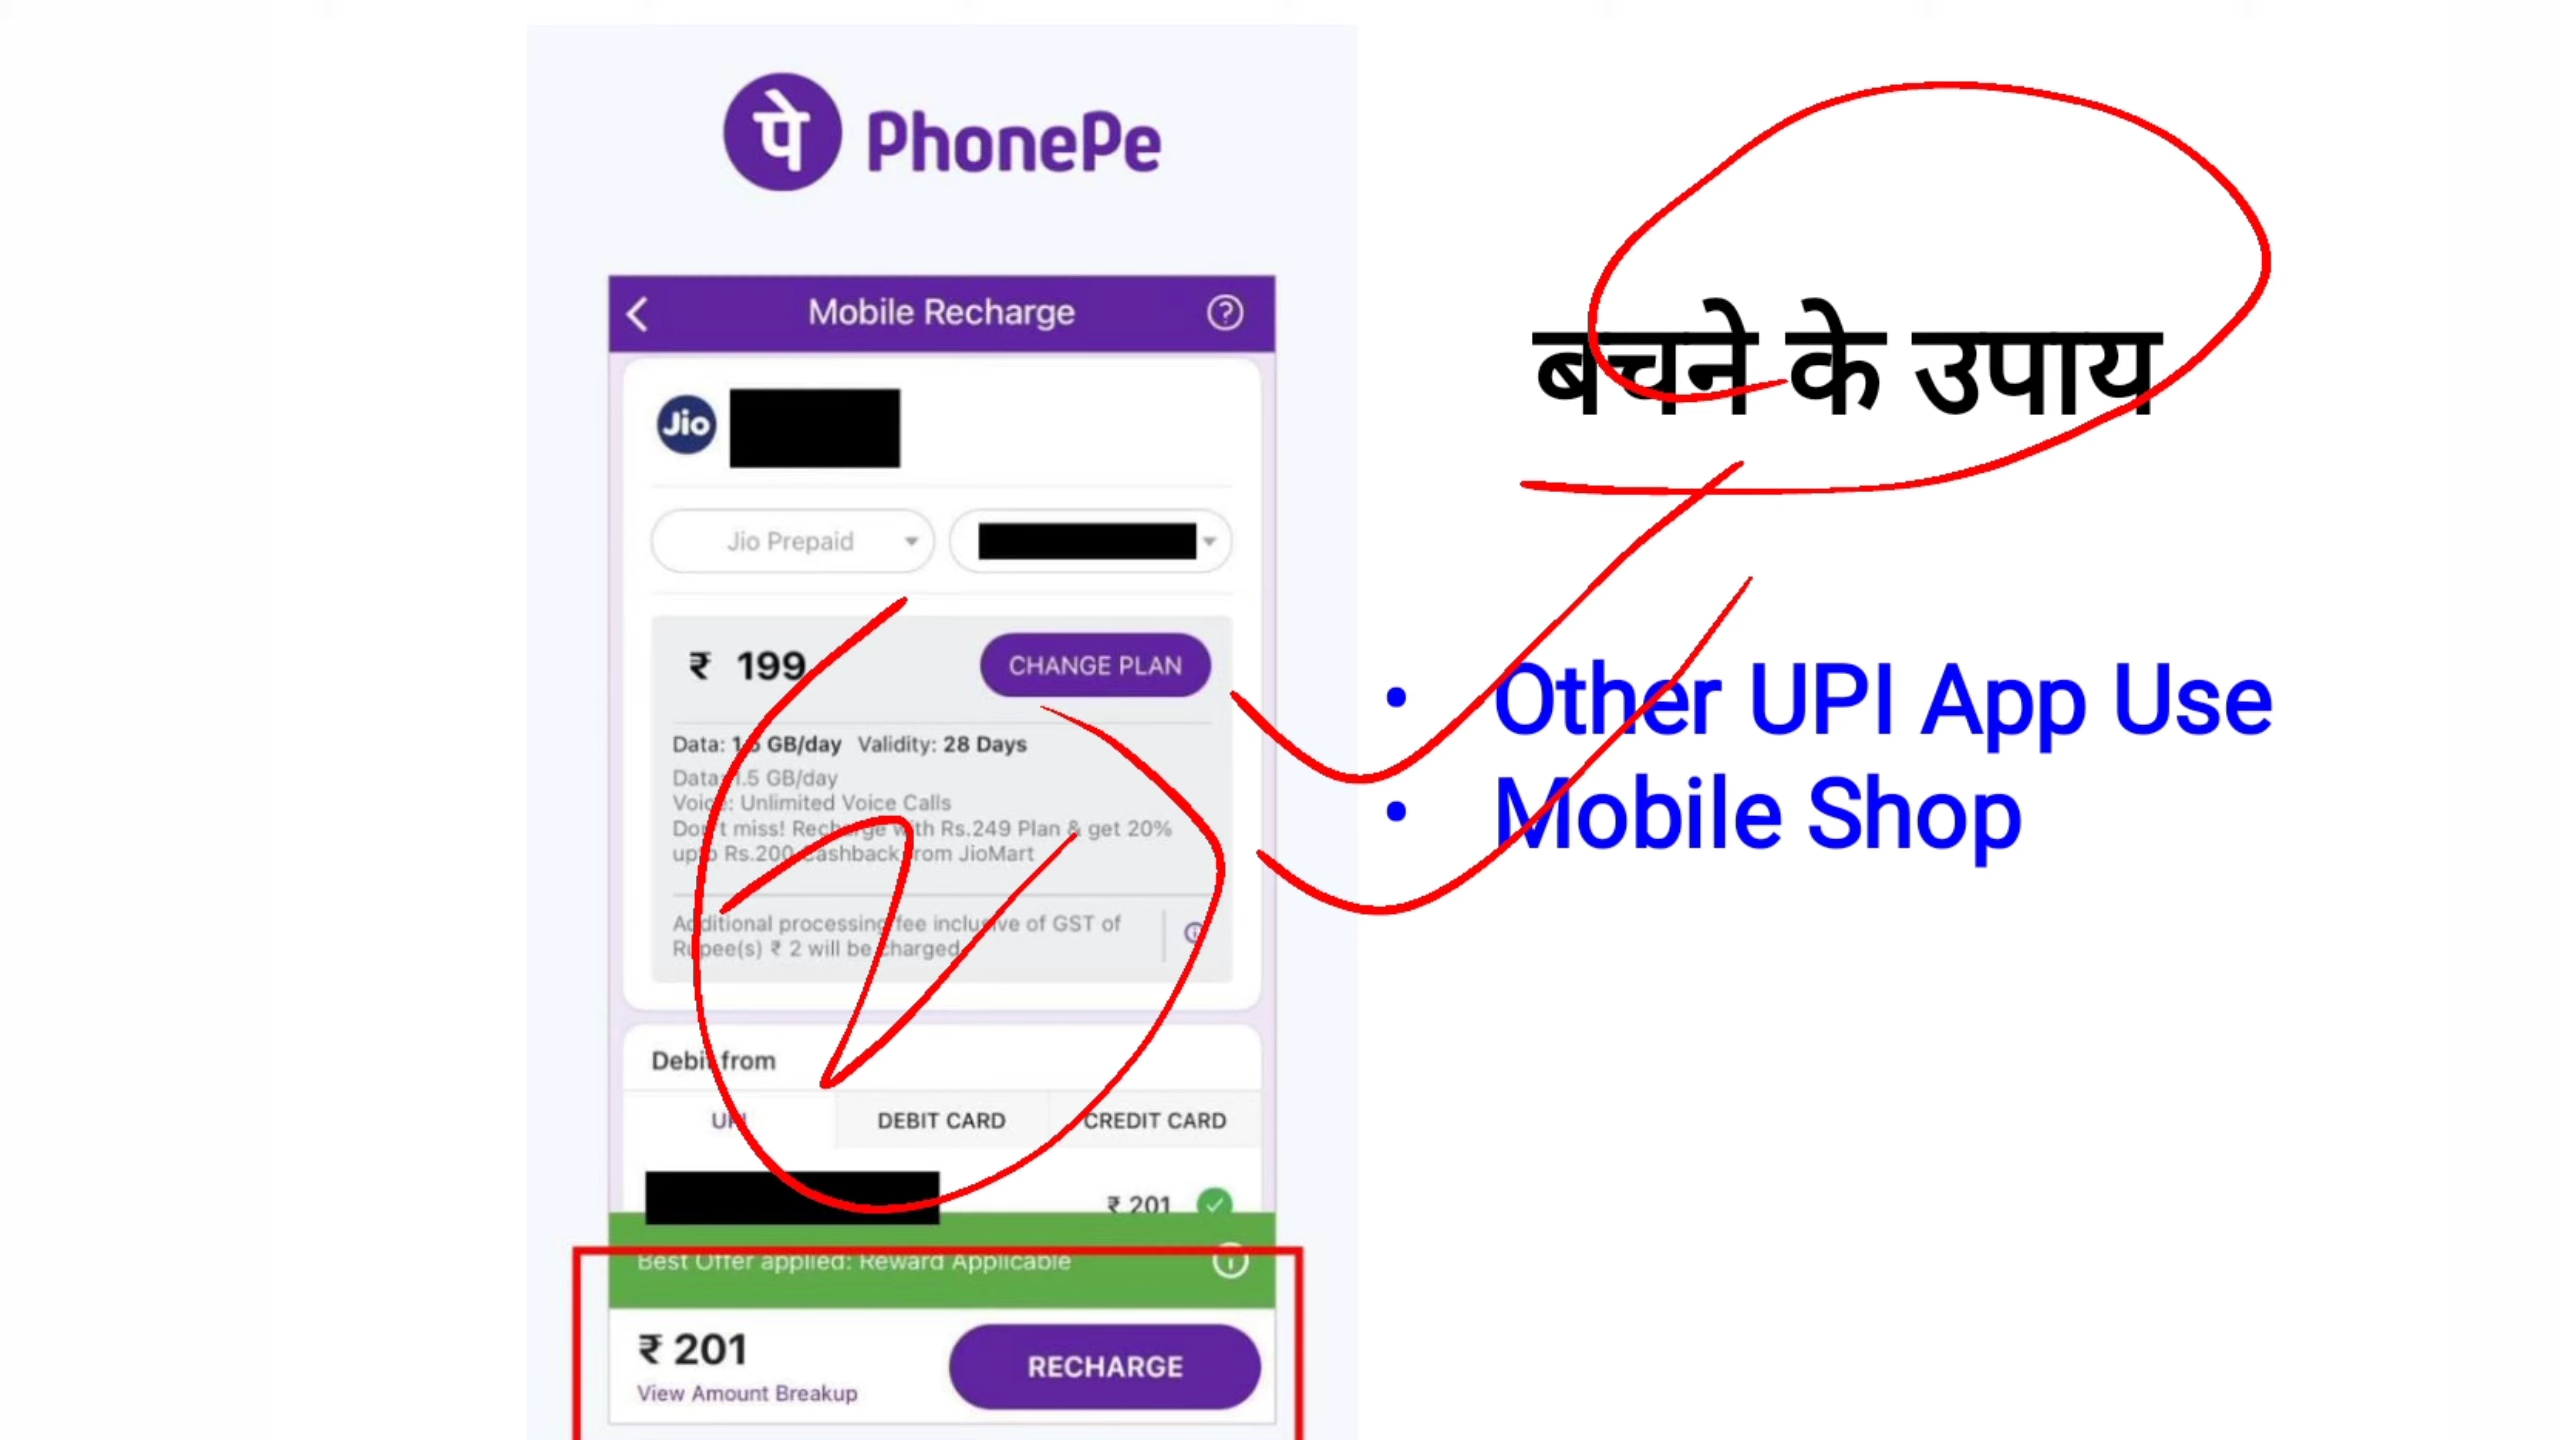 पे PhonePe
Mobile Recharge
Jio
Jio Prepaid
₹ 199
CHANGE PLAN
Data: 1.5 GB/day Validity: 28 Days
Data: 1.5 GB/day
Voice: Unlimited Voice Calls
Don't miss! Recharge with Rs.249 Plan & get 20%
upto Rs.200 Cashback from JioMart
Additional processing fee inclusive of GST of
Rupee(s) ₹ 2 will be charged.
Debit from
UPI DEBIT CARD CREDIT CARD
₹ 201
Best Offer applied: Reward Applicable
₹ 201
View Amount Breakup
RECHARGE
बचने के उपाय
• Other UPI App Use
• Mobile Shop